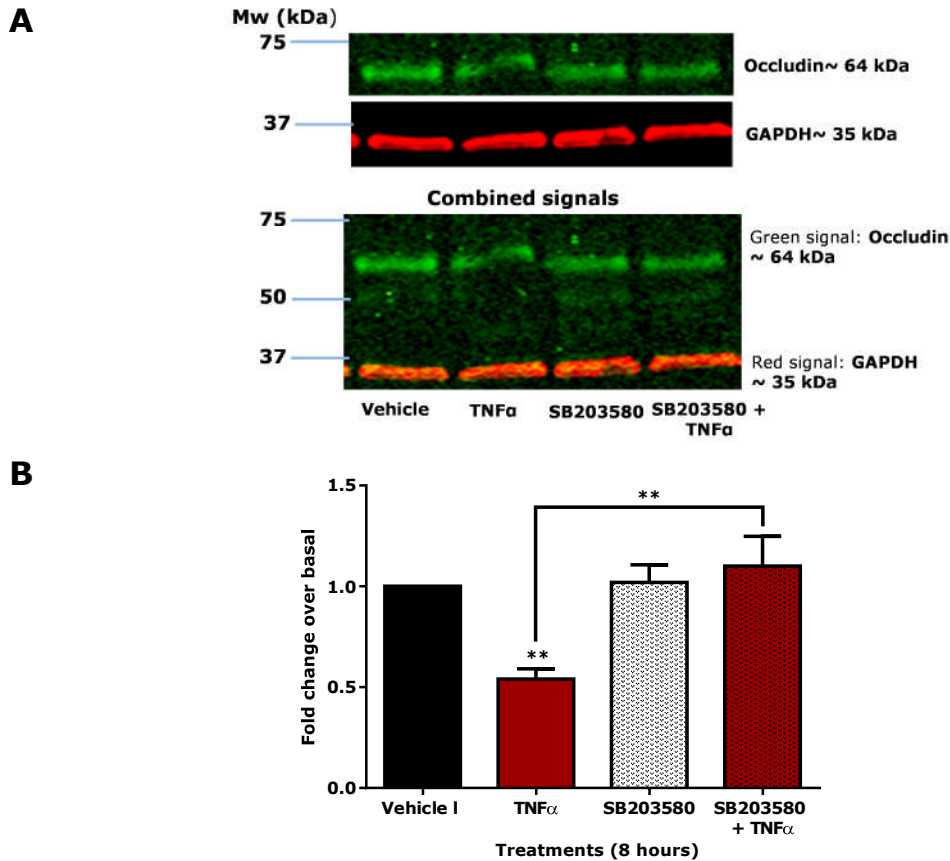 A
Mw (kDa)
75
Occludin~ 64 kDa
37
GAPDH~ 35 kDa
Combined signals
75
Green signal: Occludin
~ 64 kDa
50
37
Red signal: GAPDH
~ 35 kDa
Vehicle
TNFα
SB203580
SB203580 +
TNFα
B
Fold change over basal
1.5
1.0
0.5
0.0
**
**
Vehicle I
TNFα
SB203580
SB203580
+ TNFα
Treatments (8 hours)